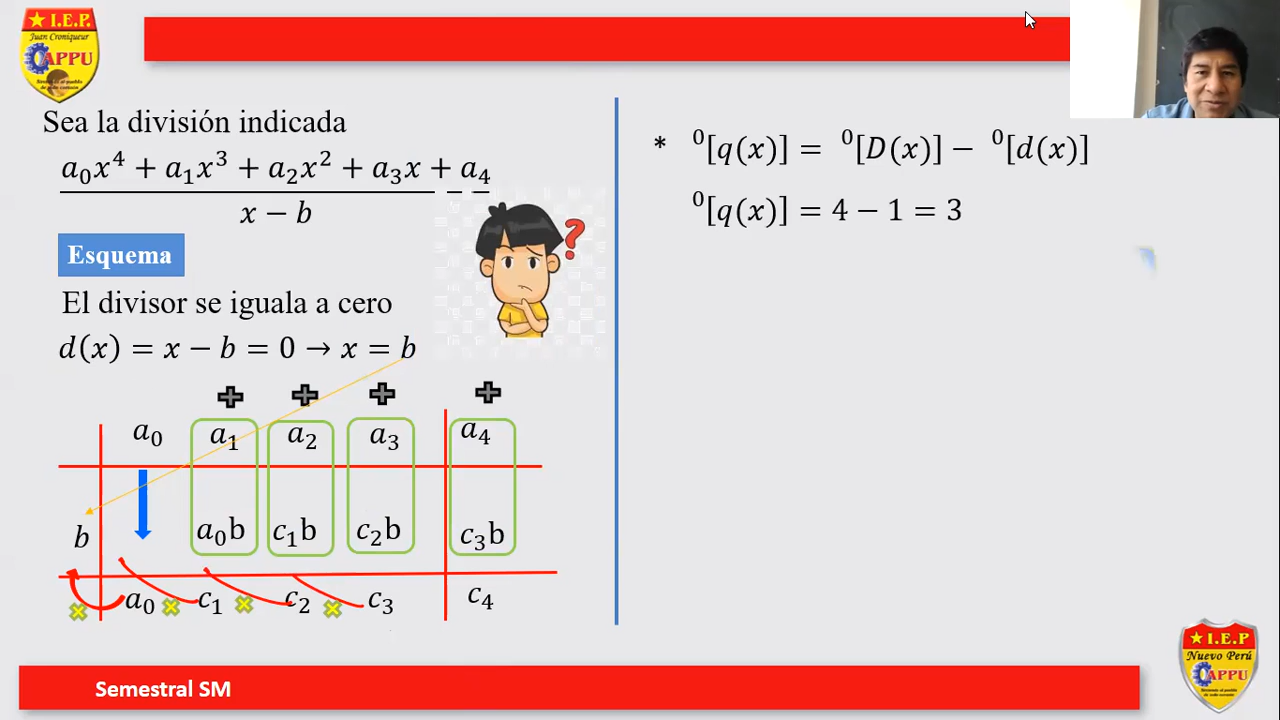 I.E.P.
Juan Croniqueur
APPU
Sea la división indicada
a₀x⁴ + a₁x³ + a₂x² + a₃x + a₄
x − b
Esquema
El divisor se iguala a cero
d(x) = x − b = 0 → x = b
a₀ a₁ a₂ a₃ a₄
b a₀b c₁b c₂b c₃b
a₀ c₁ c₂ c₃ c₄
* ⁰[q(x)] = ⁰[D(x)] − ⁰[d(x)]
⁰[q(x)] = 4 − 1 = 3
?
Semestral SM
I.E.P
Nuevo Perú
APPU